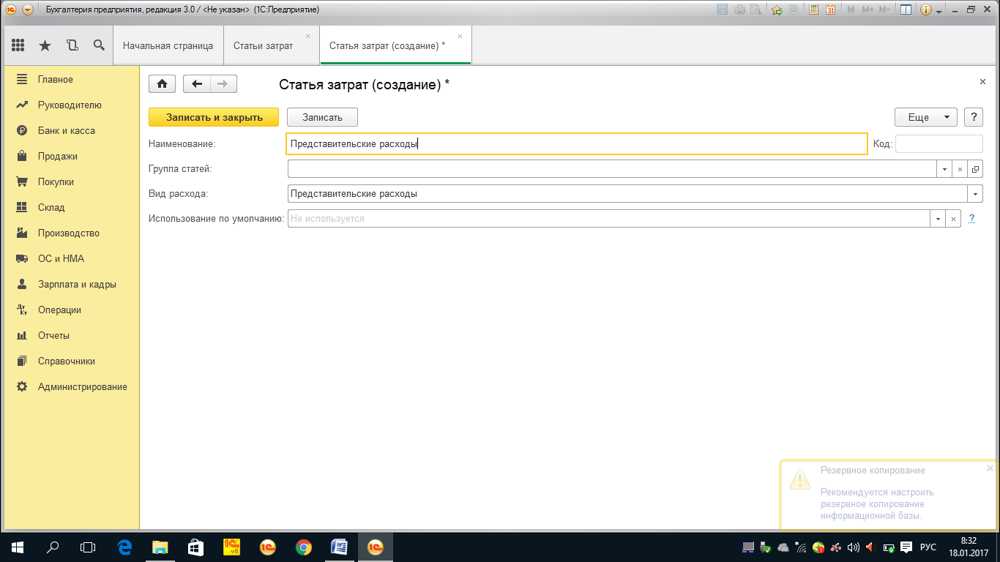 Бухгалтерия предприятия, редакция 3.0 / <Не указан> (1С:Предприятие)
31 M M+ M-
Начальная страница
Статьи затрат
Статья затрат (создание) *
Главное
Руководителю
Банк и касса
Продажи
Покупки
Склад
Производство
ОС и НМА
Зарплата и кадры
Дт Кт Операции
Отчеты
Справочники
Администрирование
Статья затрат (создание) *
Записать и закрыть
Записать
Еще
?
Наименование: Представительские расходы Код:
Группа статей:
Вид расхода: Представительские расходы
Использование по умолчанию: Не используется ?
Резервное копирование
Рекомендуется настроить
резервное копирование
информационной базы.
РУС
8:32
18.01.2017